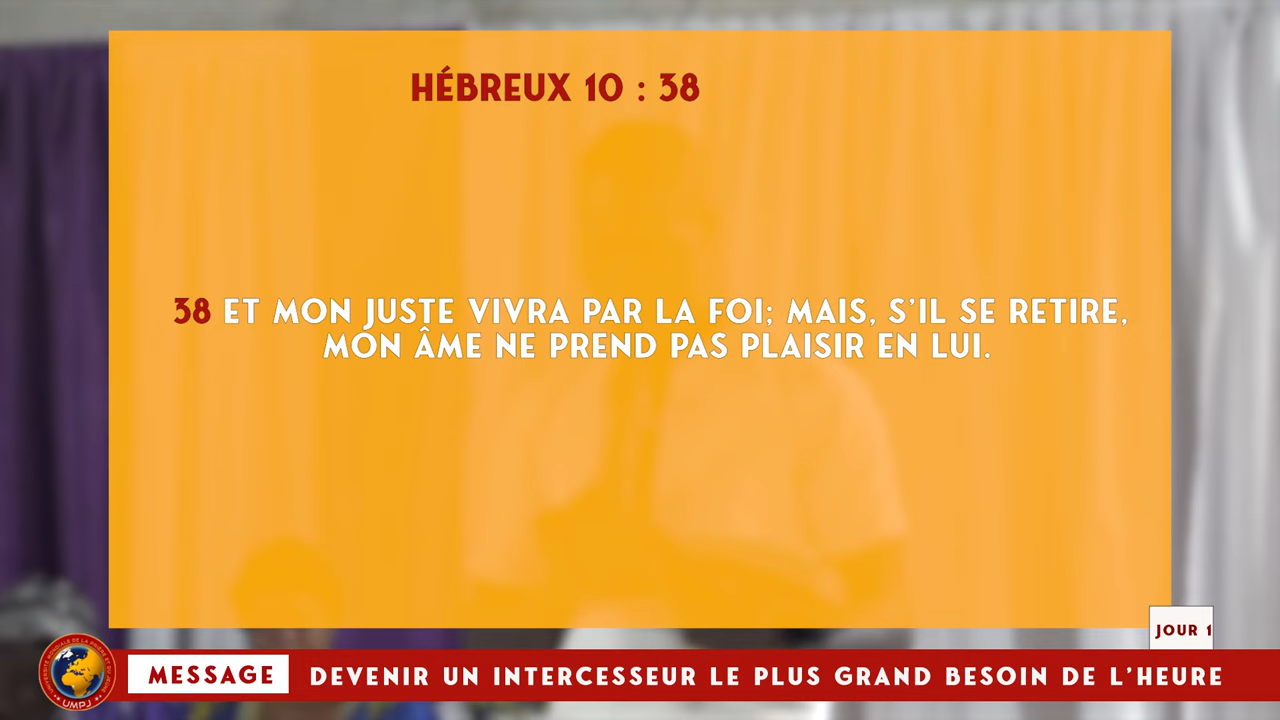 HÉBREUX 10 : 38
38 ET MON JUSTE VIVRA PAR LA FOI; MAIS, S'IL SE RETIRE,
MON ÂME NE PREND PAS PLAISIR EN LUI.
JOUR 1
MESSAGE
DEVENIR UN INTERCESSEUR LE PLUS GRAND BESOIN DE L'HEURE
UMPJ